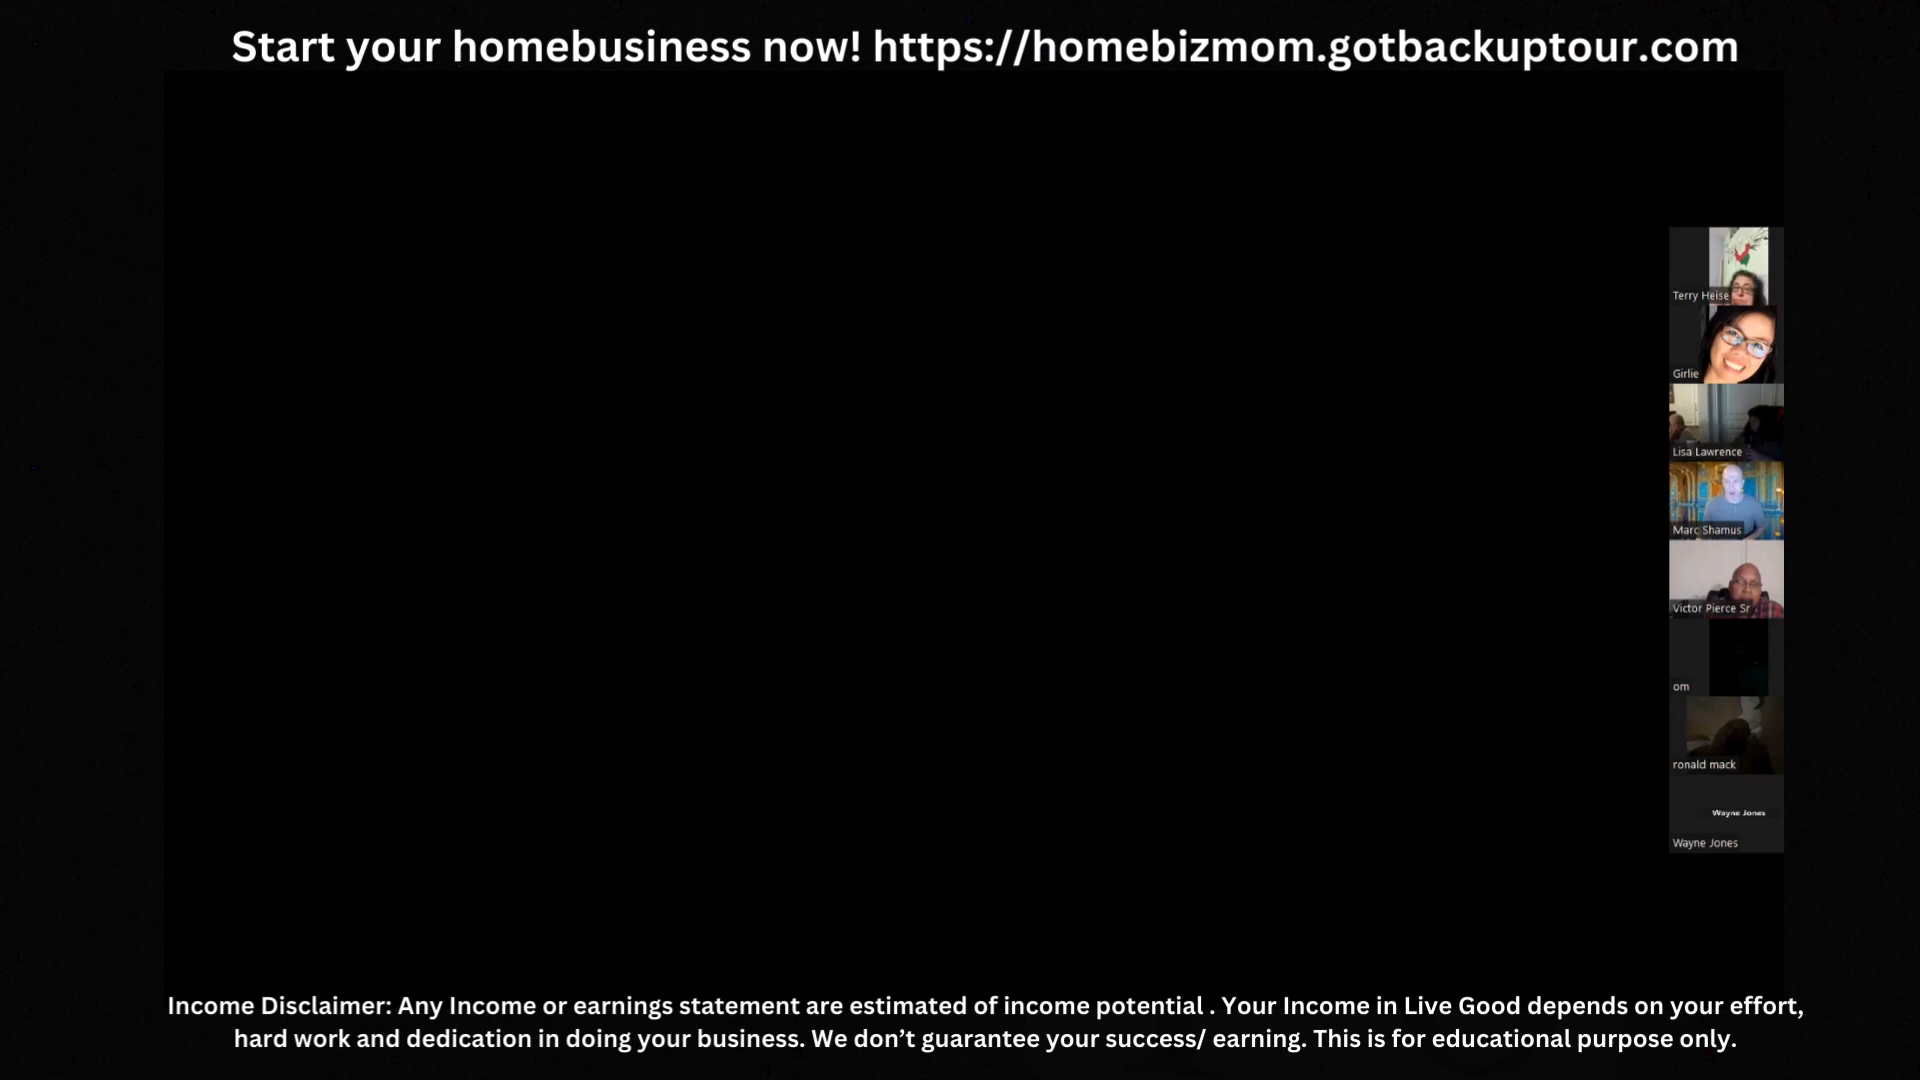 Start your homebusiness now! https://homebizmom.gotbackuptour.com
Terry Heise
Girlie
Lisa Lawrence
Marc Shamus
Victor Pierce Sr
om
ronald mack
Wayne Jones
Wayne Jones
Income Disclaimer: Any Income or earnings statement are estimated of income potential . Your Income in Live Good depends on your effort,
hard work and dedication in doing your business. We don’t guarantee your success/ earning. This is for educational purpose only.